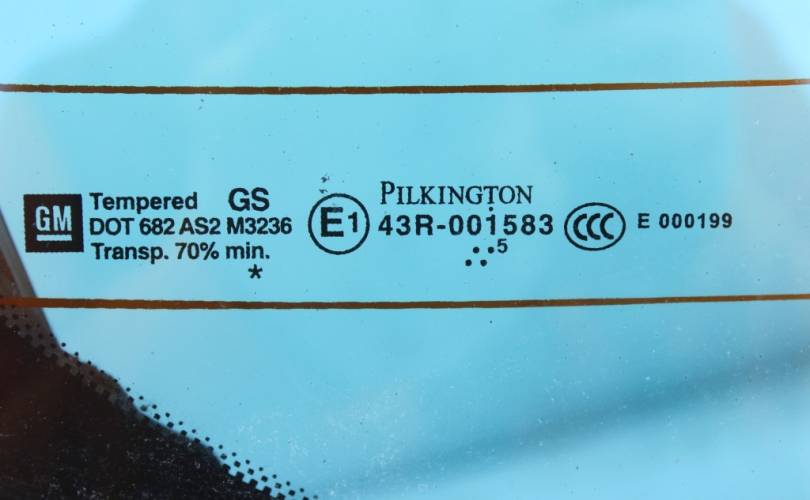 GM
Tempered GS
DOT 682 AS2 M3236
Transp. 70% min.
*
E1
PILKINGTON
43R-001583
5
CCC
E 000199